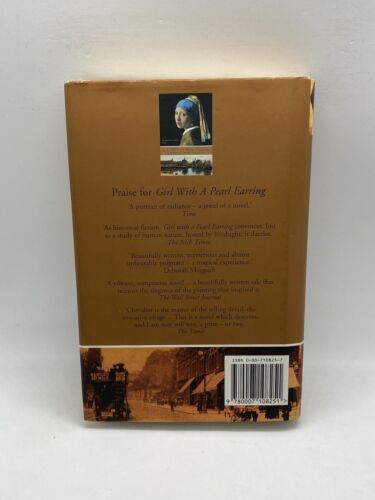 Praise for Girl With A Pearl Earring
'A portrait of radiance – a jewel of a novel.'
Time
'As historical fiction, Girl with a Pearl Earring convinces, but
as a study of human nature, honed by hindsight, it dazzles.'
The Irish Times
'Beautifully written, mysterious and almost
unbearably poignant – a magical experience.'
Deborah Moggach
'A vibrant, sumptuous novel ... a beautifully written tale that
mirrors the elegance of the painting that inspired it.'
The Wall Street Journal
'Chevalier is the master of the telling detail, the
evocative image... This is a novel which deserves,
and I am sure will win, a prize – or two.'
The Times
ISBN 0-00-710825-7
9 780007 108251